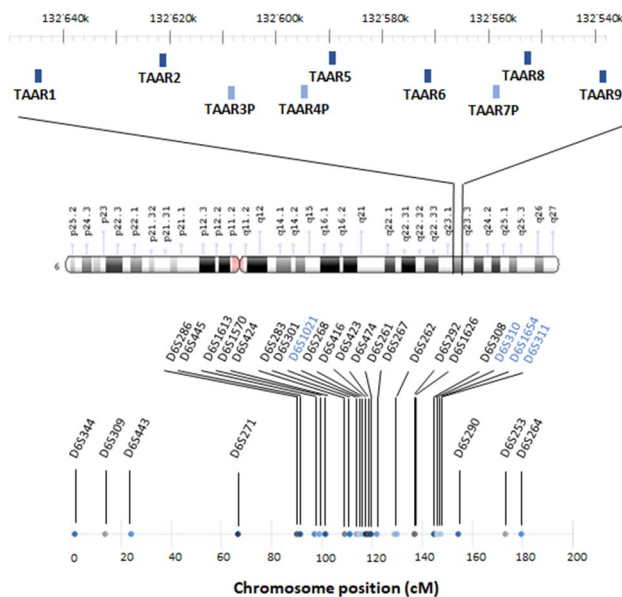 132'640k 132'620k 132'600k 132'580k 132'560k 132'540k
TAAR2 TAAR5 TAAR8
TAAR1 TAAR6 TAAR9
TAAR3P TAAR4P TAAR7P
p25.2 p24.3 p23 p22.3 p22.1 p21.32 p21.31 p21.1 p12.3 p12.1 p11.2 q11.2 q12 q14.1 q14.2 q15 q16.1 q16.2 q21 q22.1 q22.31 q22.32 q22.33 q23.1 q23.3 q24.2 q25.1 q25.3 q26 q27
6
D6S286 D6S445 D6S1613 D6S1570 D6S424 D6S283 D6S301 D6S1021 D6S268 D6S416 D6S423 D6S474 D6S261 D6S267 D6S262 D6S292 D6S1626 D6S308 D6S310 D6S1654 D6S311
D6S344 D6S309 D6S443 D6S271 D6S290 D6S253 D6S264
0 20 40 60 80 100 120 140 160 180 200
Chromosome position (cM)